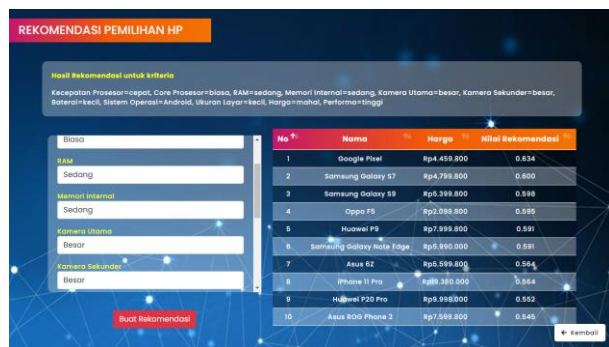 REKOMENDASI PEMILIHAN HP
Hasil Rekomendasi untuk kriteria
Kecepatan Prosesor=cepat, Core Prosesor=biasa, RAM=sedang, Memori Internal=sedang, Kamera Utama=besar, Kamera Sekunder=besar,
Baterai=kecil, Sistem Operasi=Android, Ukuran Layar=kecil, Harga=mahal, Performa=tinggi
Biasa
RAM
Sedang
Memori Internal
Sedang
Kamera Utama
Besar
Kamera Sekunder
Besar
Buat Rekomendasi
No Nama Harga Nilai Rekomendasi
1 Google Pixel Rp4.459.800 0.634
2 Samsung Galaxy S7 Rp4.799.800 0.600
3 Samsung Galaxy S9 Rp5.399.800 0.598
4 Oppo F5 Rp2.099.800 0.595
5 Huawei P9 Rp7.999.800 0.591
6 Samsung Galaxy Note Edge Rp5.990.000 0.591
7 Asus 6Z Rp5.599.800 0.564
8 iPhone 11 Pro 0.564
9 Huawei P20 Pro Rp9.998.000 0.552
10 Asus ROG Phone 2 Rp7.599.800 0.545
← Kembali